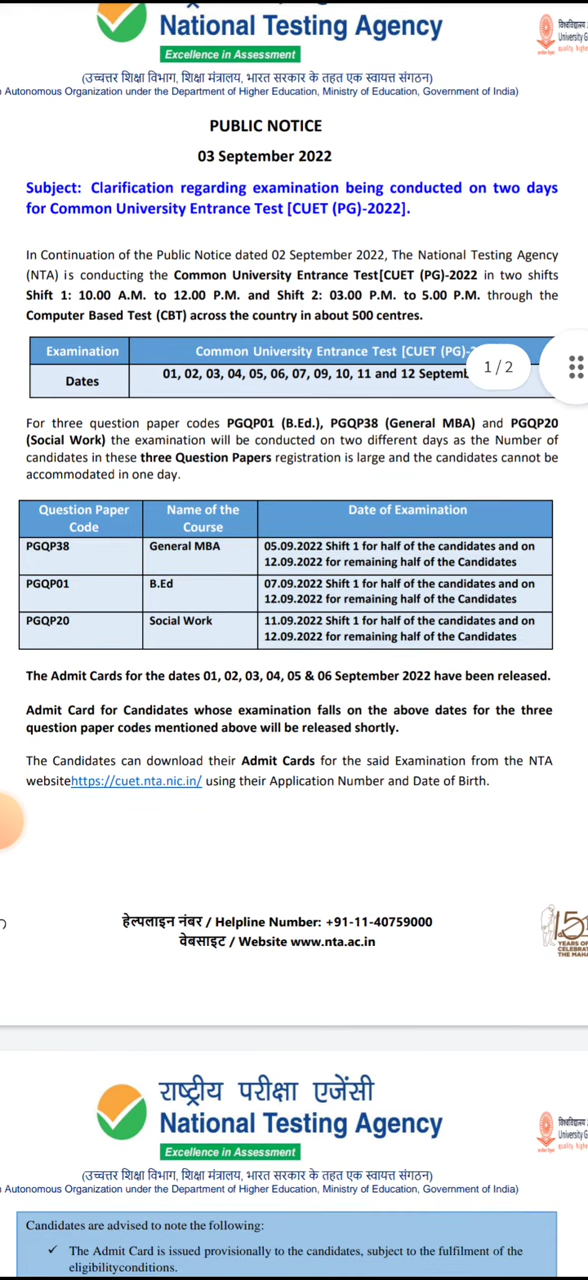 National Testing Agency
Excellence in Assessment
(उच्चतर शिक्षा विभाग, शिक्षा मंत्रालय, भारत सरकार के तहत एक स्वायत्त संगठन)
Autonomous Organization under the Department of Higher Education, Ministry of Education, Government of India)
PUBLIC NOTICE
03 September 2022
Subject: Clarification regarding examination being conducted on two days
for Common University Entrance Test [CUET (PG)-2022].
In Continuation of the Public Notice dated 02 September 2022, The National Testing Agency
(NTA) is conducting the Common University Entrance Test[CUET (PG)-2022 in two shifts
Shift 1: 10.00 A.M. to 12.00 P.M. and Shift 2: 03.00 P.M. to 5.00 P.M. through the
Computer Based Test (CBT) across the country in about 500 centres.
Examination Common University Entrance Test [CUET (PG)-
1/2
Dates 01, 02, 03, 04, 05, 06, 07, 09, 10, 11 and 12
For three question paper codes PGQP01 (B.Ed.), PGQP38 (General MBA) and PGQP20
(Social Work) the examination will be conducted on two different days as the Number of
candidates in these three Question Papers registration is large and the candidates cannot be
accommodated in one day.
Question Paper Code Name of the Course Date of Examination
PGQP38 General MBA 05.09.2022 Shift 1 for half of the candidates and on
12.09.2022 for remaining half of the Candidates
PGQP01 B.Ed 07.09.2022 Shift 1 for half of the candidates and on
12.09.2022 for remaining half of the Candidates
PGQP20 Social Work 11.09.2022 Shift 1 for half of the candidates and on
12.09.2022 for remaining half of the Candidates
The Admit Cards for the dates 01, 02, 03, 04, 05 & 06 September 2022 have been released.
Admit Card for Candidates whose examination falls on the above dates for the three
question paper codes mentioned above will be released shortly.
The Candidates can download their Admit Cards for the said Examination from the NTA
websitehttps://cuet.nta.nic.in/ using their Application Number and Date of Birth.
हेल्पलाइन नंबर / Helpline Number: +91-11-40759000
वेबसाइट / Website www.nta.ac.in
राष्ट्रीय परीक्षा एजेंसी
National Testing Agency
Excellence in Assessment
(उच्चतर शिक्षा विभाग, शिक्षा मंत्रालय, भारत सरकार के तहत एक स्वायत्त संगठन)
Autonomous Organization under the Department of Higher Education, Ministry of Education, Government of India)
Candidates are advised to note the following:
✓ The Admit Card is issued provisionally to the candidates, subject to the fulfilment of the
eligibilityconditions.